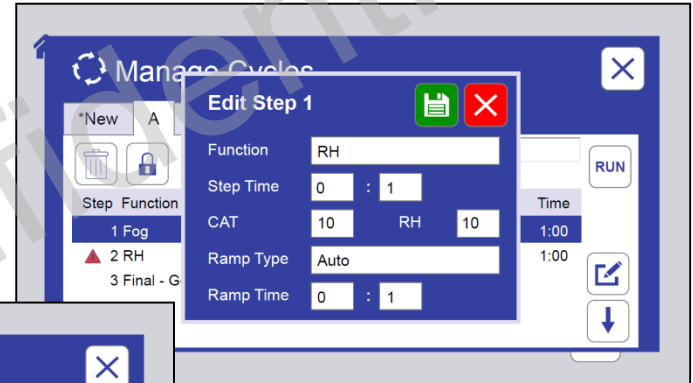 Manage Cycles
Edit Step 1
*New A
Function RH
RUN
Step Time 0 : 1
Step Function Time
CAT 10 RH 10
1 Fog 1:00
2 RH 1:00
Ramp Type Auto
3 Final - G
Ramp Time 0 : 1